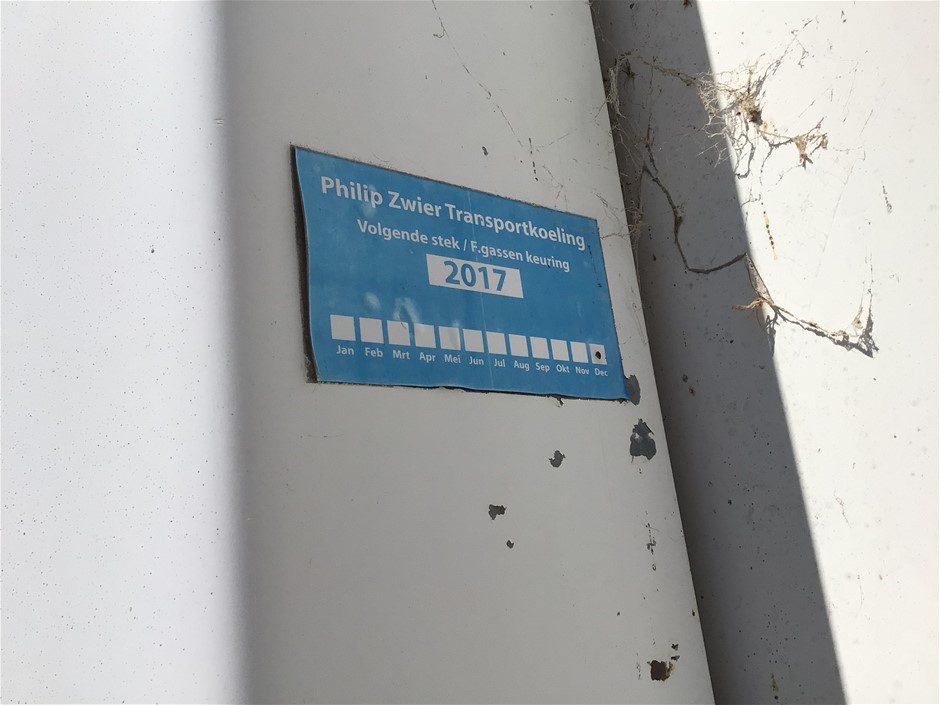 Philip Zwier Transportkoeling
Volgende stek / F.gassen keuring
2017
Jan Feb Mrt Apr Mei Jun Jul Aug Sep Okt Nov Dec